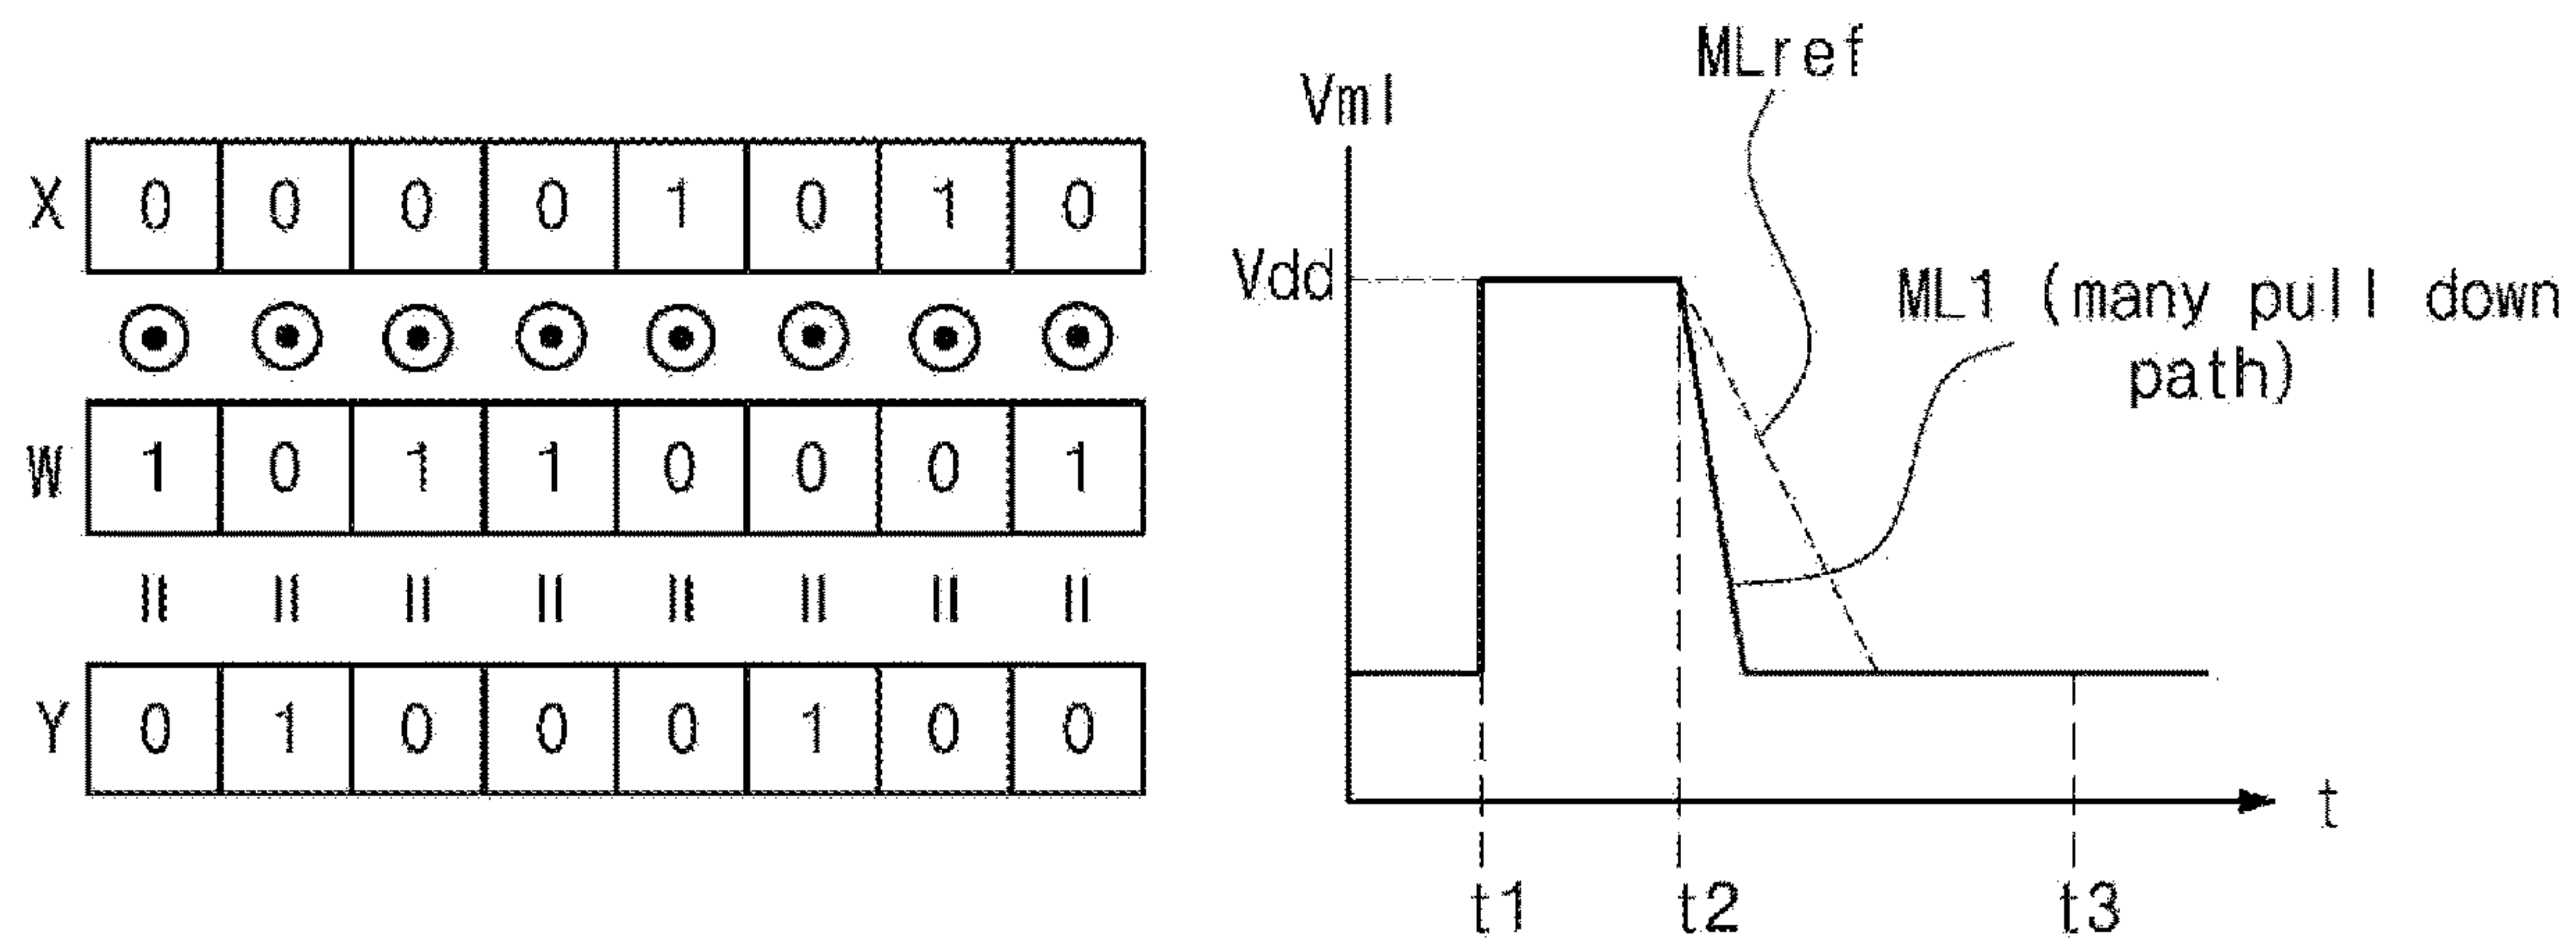 X 0 0 0 0 1 0 1 0
W 1 0 1 1 0 0 0 1
Y 0 1 0 0 0 1 0 0
MLref
Vml
Vdd
ML1 (many pull down
path)
t
t1 t2 t3